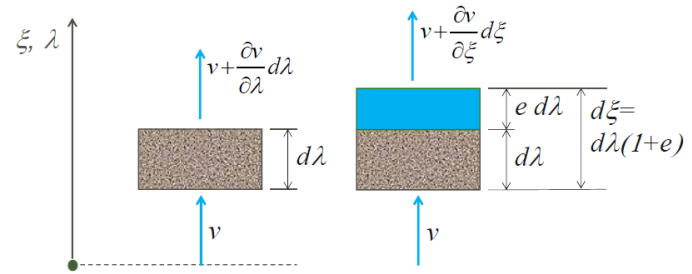 ξ, λ
v+∂v/∂λ dλ
dλ
v
v+∂v/∂ξ dξ
e dλ
dλ
dξ=
dλ(1+e)
v